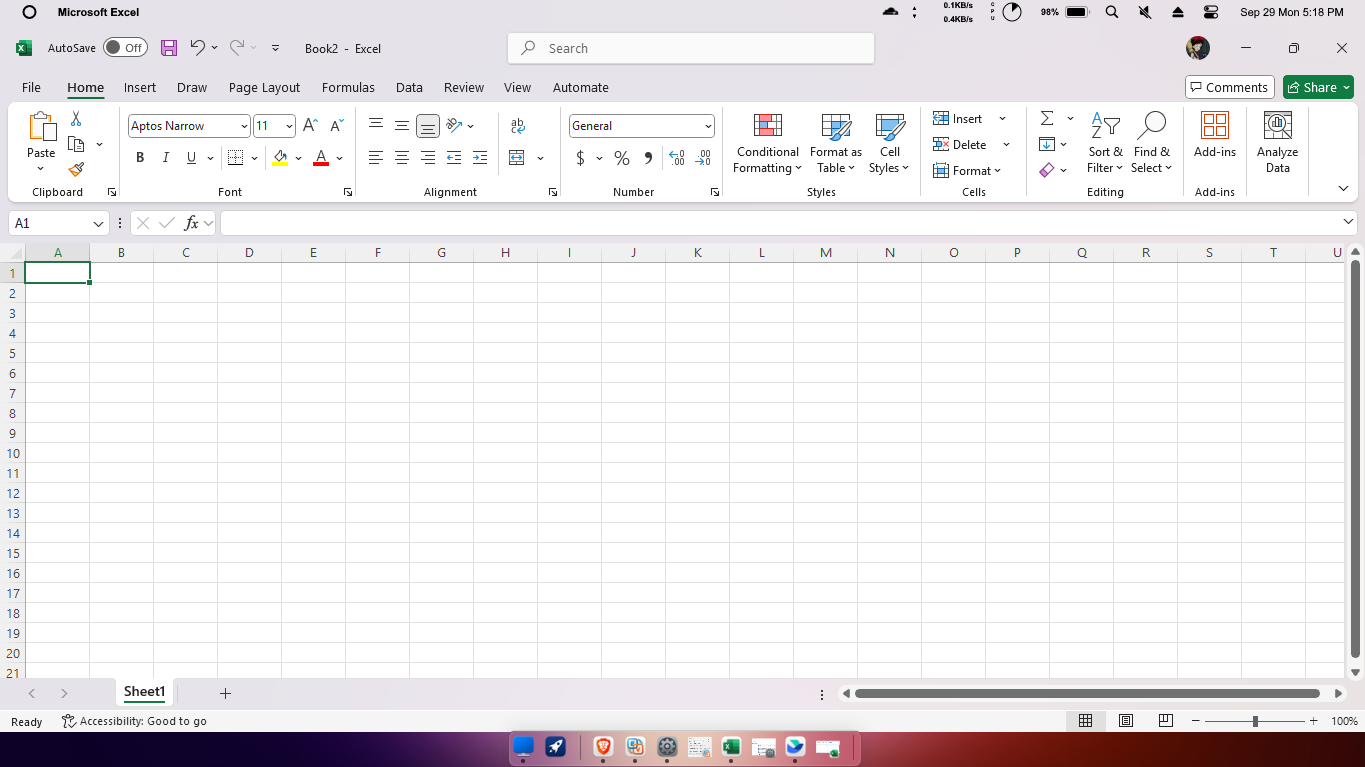 Microsoft Excel
0.1KB/s
0.4KB/s
CPU
98%
Sep 29 Mon 5:18 PM
AutoSave Off
Book2 - Excel
Search
File Home Insert Draw Page Layout Formulas Data Review View Automate
Comments Share
Paste
Clipboard
Aptos Narrow 11
B I U
Font
Alignment
General
$ %
Number
Conditional Formatting
Format as Table
Cell Styles
Styles
Insert
Delete
Format
Cells
Sort & Filter
Find & Select
Editing
Add-ins
Add-ins
Analyze Data
A1
fx
A B C D E F G H I J K L M N O P Q R S T U
1
2
3
4
5
6
7
8
9
10
11
12
13
14
15
16
17
18
19
20
21
Sheet1
Ready
Accessibility: Good to go
100%